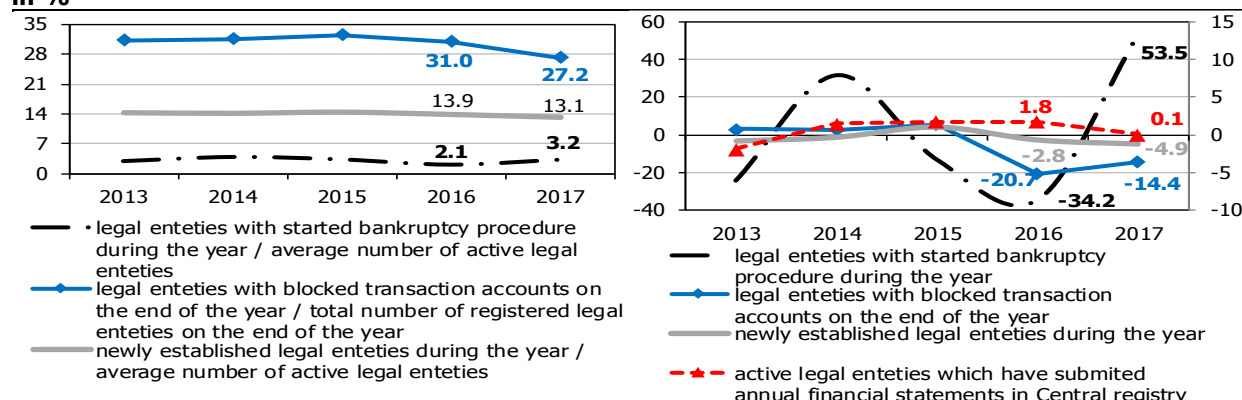 in %
35
28
21
14
7
0
31.0
27.2
13.9
13.1
2.1
3.2
2013 2014 2015 2016 2017
legal enteties with started bankruptcy procedure
during the year / average number of active legal
enteties
legal enteties with blocked transaction accounts on
the end of the year / total number of registered legal
enteties on the end of the year
newly established legal enteties during the year /
average number of active legal enteties
60
40
20
0
-20
-40
15
10
5
0
-5
-10
53.5
1.8
0.1
-2.8
-4.9
-20.7
-14.4
-34.2
2013 2014 2015 2016 2017
legal enteties with started bankruptcy
procedure during the year
legal enteties with blocked transaction
accounts on the end of the year
newly established legal enteties during the year
active legal enteties which have submited
annual financial statements in Central registry